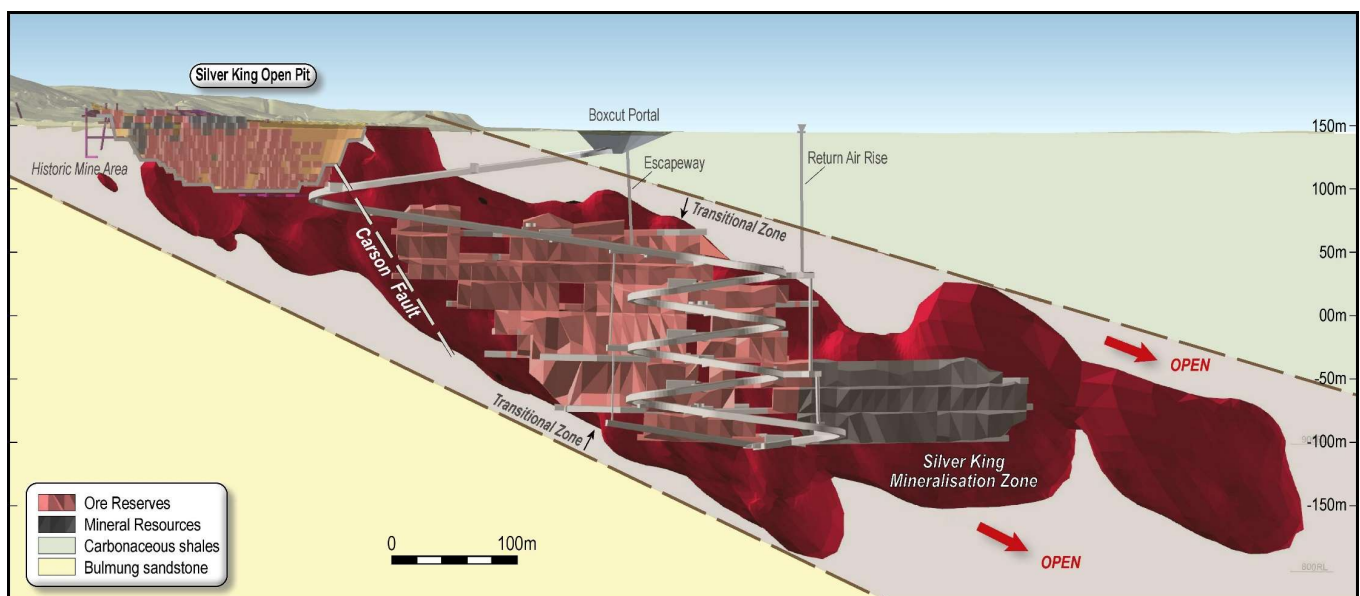 Silver King Open Pit
Boxcut Portal
150m
Historic Mine Area
Escapeway
Return Air Rise
100m
Transitional Zone
50m
Carson Fault
00m
OPEN
-50m
Transitional Zone
-100m
Silver King
Mineralisation Zone
-150m
Ore Reserves
Mineral Resources
Carbonaceous shales
Bulmung sandstone
0
100m
OPEN